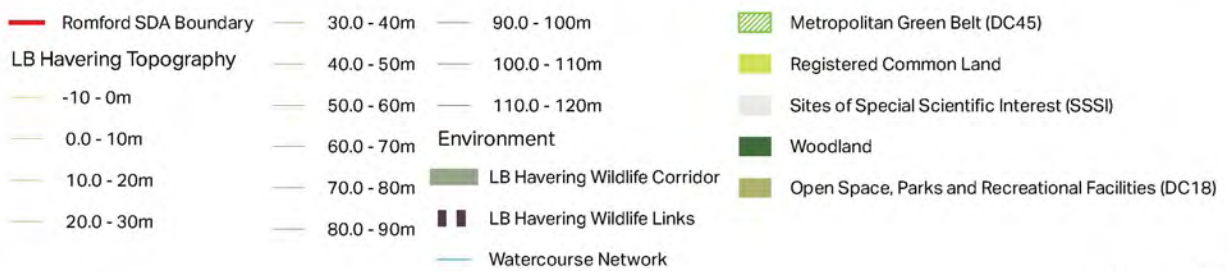 Romford SDA Boundary
LB Havering Topography
-10 - 0m
0.0 - 10m
10.0 - 20m
20.0 - 30m
30.0 - 40m
40.0 - 50m
50.0 - 60m
60.0 - 70m
70.0 - 80m
80.0 - 90m
90.0 - 100m
100.0 - 110m
110.0 - 120m
Environment
LB Havering Wildlife Corridor
LB Havering Wildlife Links
Watercourse Network
Metropolitan Green Belt (DC45)
Registered Common Land
Sites of Special Scientific Interest (SSSI)
Woodland
Open Space, Parks and Recreational Facilities (DC18)